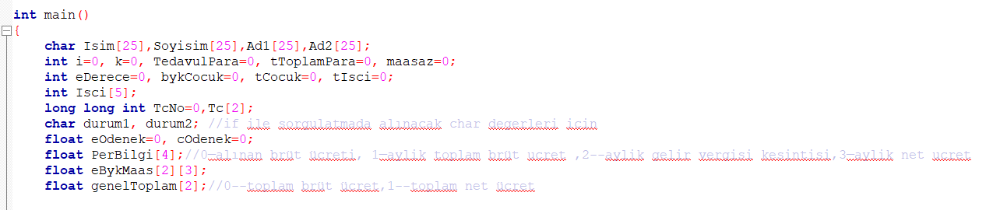 int main()
{
char Isim[25],Soyisim[25],Ad1[25],Ad2[25];
int i=0, k=0, TedavulPara=0, tToplamPara=0, maasaz=0;
int eDerece=0, bykCocuk=0, tCocuk=0, tIsci=0;
int Isci[5];
long long int TcNo=0,Tc[2];
char durum1, durum2; //if ile sorgulatmada alınacak char degerleri icin
float eOdenek=0, cOdenek=0;
float PerBilgi[4];//0—alınan brüt ücreti, 1—aylik toplam brüt ucret ,2--aylik gelir vergisi kesintisi,3—aylik net ucret
float eBykMaas[2][3];
float genelToplam[2];//0--toplam brüt ücret,1--toplam net ücret